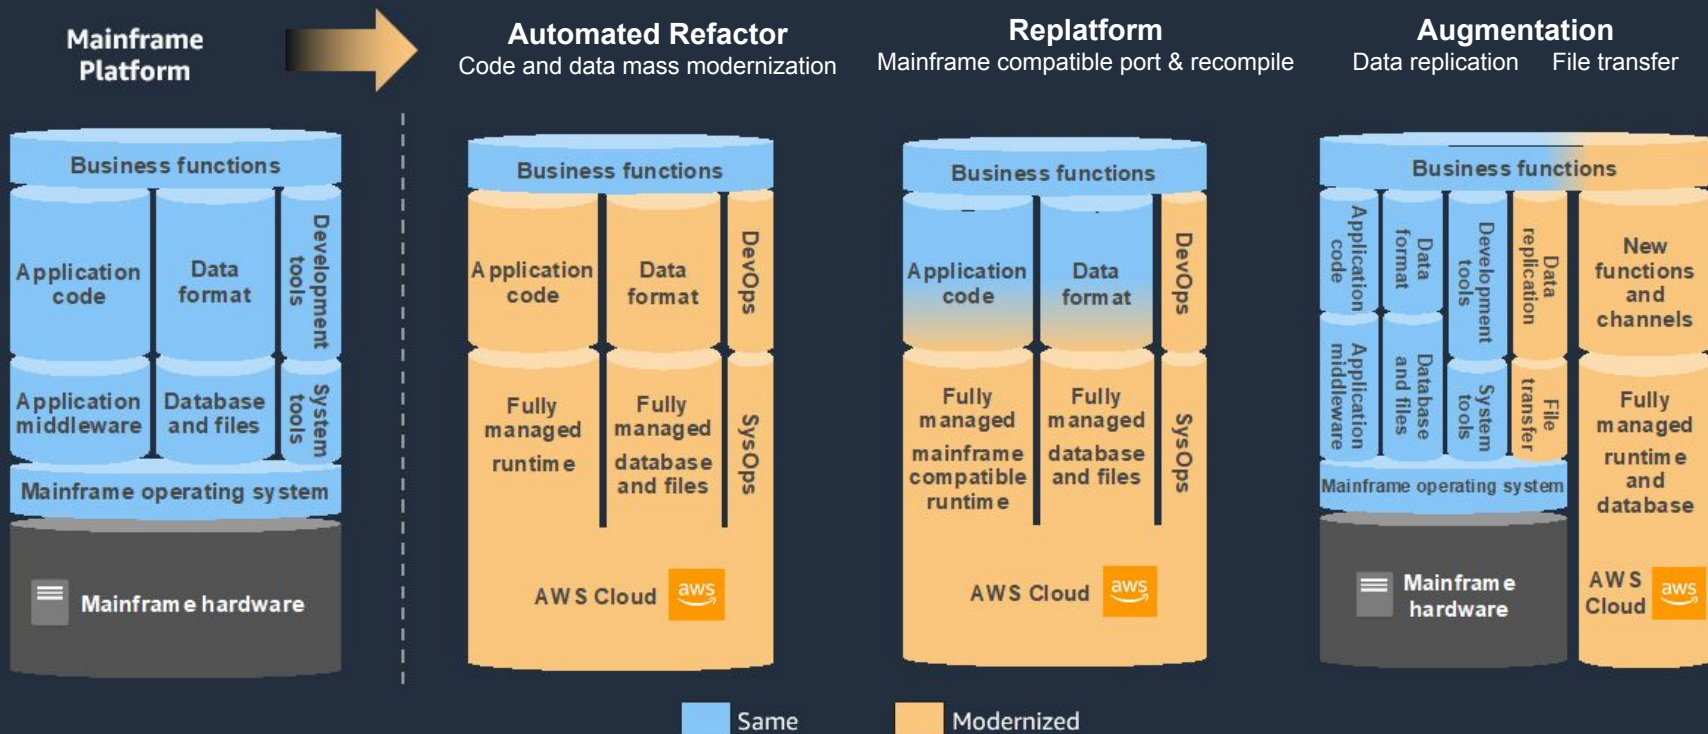 Mainframe
Platform
Automated Refactor
Code and data mass modernization
Replatform
Mainframe compatible port & recompile
Augmentation
Data replication File transfer
Business functions
Application
code
Data
format
Development
tools
Application
middleware
Database
and files
System
tools
Mainframe operating system
Mainframe hardware
Business functions
Application
code
Data
format
DevOps
Fully
managed
runtime
Fully
managed
database
and files
SysOps
AWS Cloud
aws
Business functions
Application
code
Data
format
DevOps
Fully
managed
mainframe
compatible
runtime
Fully
managed
database
and files
SysOps
AWS Cloud
aws
Business functions
Application
code
Data
format
Development
tools
Data
replication
New
functions
and
channels
Application
middleware
Database
and files
System
tools
File
transfer
Fully
managed
runtime
and
database
Mainframe operating system
Mainframe
hardware
AWS
Cloud
aws
Same
Modernized